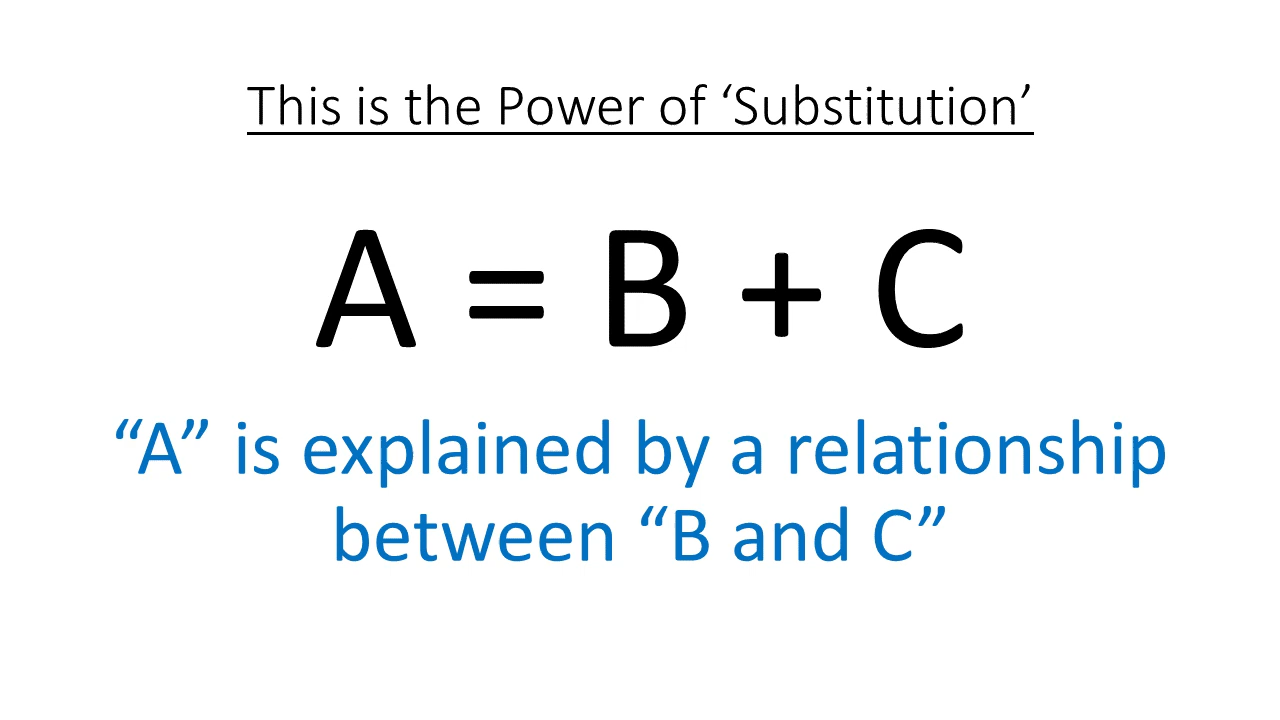 This is the Power of ‘Substitution’
A = B + C
“A” is explained by a relationship
between “B and C”